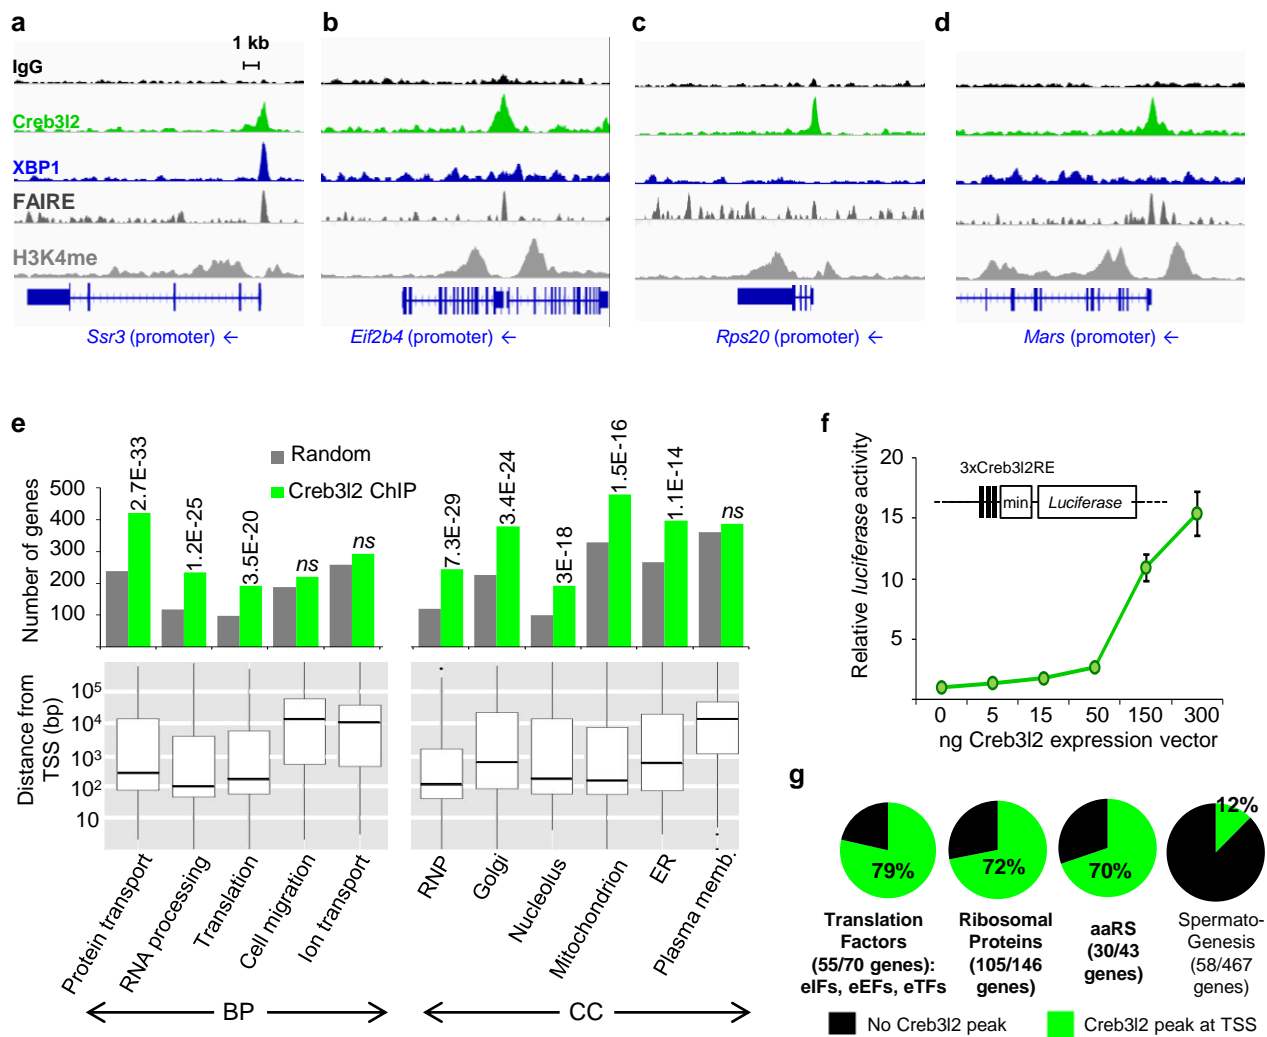 a
b
c
d
1 kb
IgG
Creb3l2
XBP1
FAIRE
H3K4me
Ssr3 (promoter) ←
Eif2b4 (promoter) ←
Rps20 (promoter) ←
Mars (promoter) ←
e
Random
Creb3l2 ChIP
Number of genes
500
400
300
200
100
2.7E-33
1.2E-25
3.5E-20
ns
ns
7.3E-29
3.4E-24
3E-18
1.5E-16
1.1E-14
ns
Distance from
TSS (bp)
10⁵
10⁴
10³
10²
10
Protein transport
RNA processing
Translation
Cell migration
Ion transport
RNP
Golgi
Nucleolus
Mitochondrion
ER
Plasma memb.
BP
CC
f
Relative luciferase activity
20
15
10
5
3xCreb3l2RE
min.
Luciferase
0 5 15 50 150 300
ng Creb3l2 expression vector
g
79%
72%
70%
12%
Translation
Factors
(55/70 genes):
eIFs, eEFs, eTFs
Ribosomal
Proteins
(105/146
genes)
aaRS
(30/43
genes)
Spermato-
Genesis
(58/467
genes)
No Creb3l2 peak
Creb3l2 peak at TSS